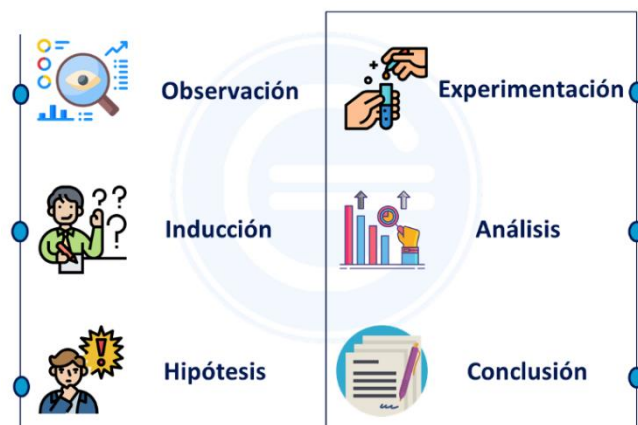 Observación
Inducción
Hipótesis
Experimentación
Análisis
Conclusión